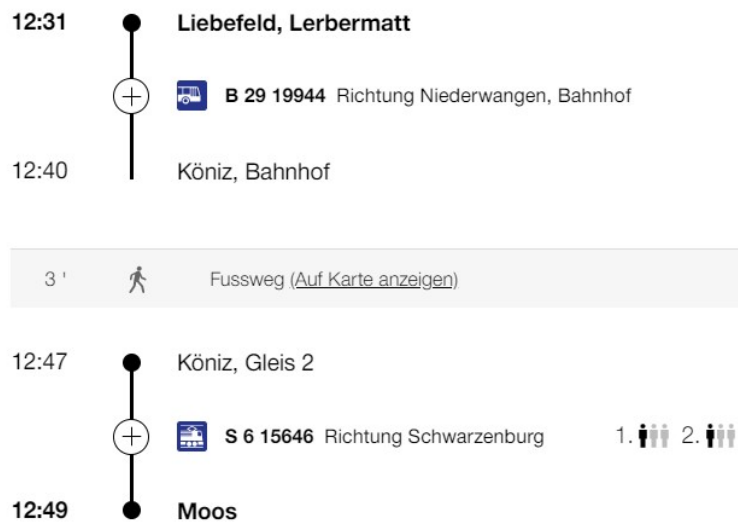 12:31 Liebefeld, Lerbermatt
B 29 19944 Richtung Niederwangen, Bahnhof
12:40 Köniz, Bahnhof
3 ' Fussweg (Auf Karte anzeigen)
12:47 Köniz, Gleis 2
S 6 15646 Richtung Schwarzenburg 1. 2.
12:49 Moos